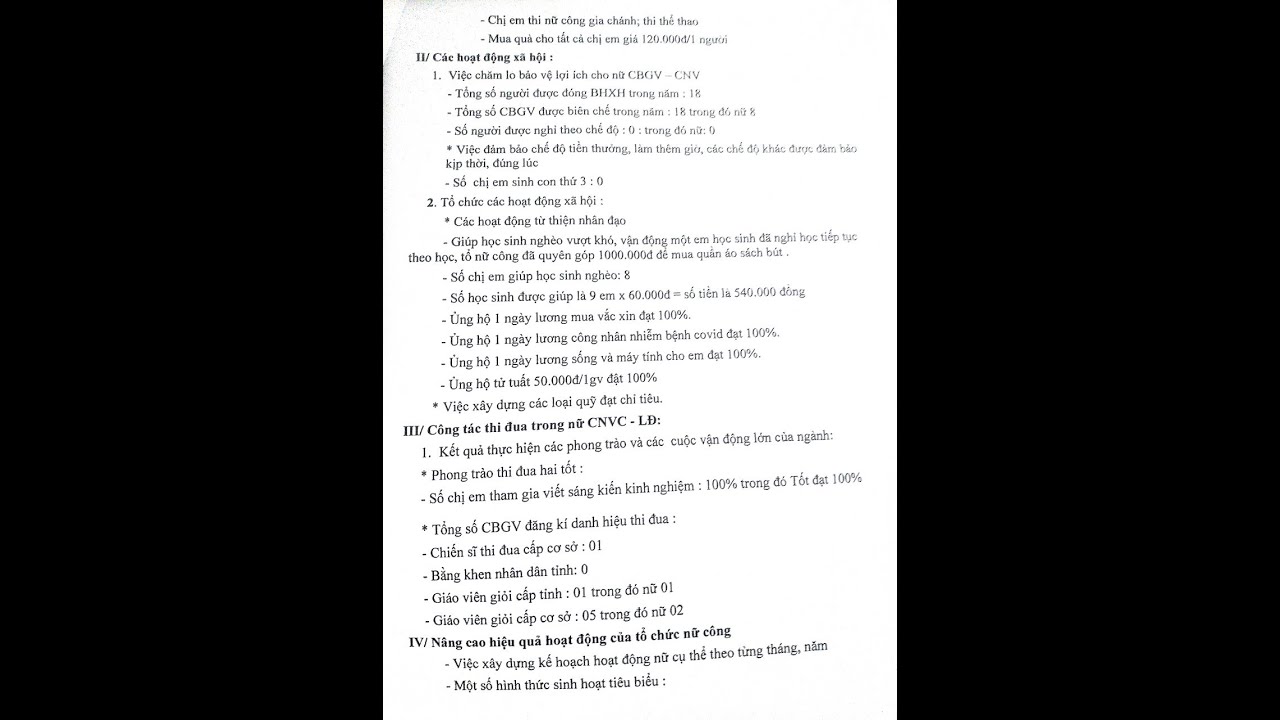 - Chị em thi nữ công gia chánh; thi thể thao
- Mua quà cho tất cả chị em giá 120.000đ/1 người
II/ Các hoạt động xã hội :
1. Việc chăm lo bảo vệ lợi ích cho nữ CBGV – CNV
- Tổng số người được đóng BHXH trong năm : 18
- Tổng số CBGV được biên chế trong năm : 18 trong đó nữ 8
- Số người được nghỉ theo chế độ : 0 : trong đó nữ: 0
* Việc đảm bảo chế độ tiền thưởng, làm thêm giờ, các chế độ khác được đảm bảo
kịp thời, đúng lúc
- Số chị em sinh con thứ 3 : 0
2. Tổ chức các hoạt động xã hội :
* Các hoạt động từ thiện nhân đạo
- Giúp học sinh nghèo vượt khó, vận động một em học sinh đã nghỉ học tiếp tục
theo học, tổ nữ công đã quyên góp 1000.000đ để mua quần áo sách bút .
- Số chị em giúp học sinh nghèo: 8
- Số học sinh được giúp là 9 em x 60.000đ = số tiền là 540.000 đồng
- Ủng hộ 1 ngày lương mua vắc xin đạt 100%.
- Ủng hộ 1 ngày lương công nhân nhiễm bệnh covid đạt 100%.
- Ủng hộ 1 ngày lương sống và máy tính cho em đạt 100%.
- Ủng hộ tử tuất 50.000đ/1gv đật 100%
* Việc xây dựng các loại quỹ đạt chỉ tiêu.
III/ Công tác thi đua trong nữ CNVC - LĐ:
1. Kết quả thực hiện các phong trào và các cuộc vận động lớn của ngành:
* Phong trào thi đua hai tốt :
- Số chị em tham gia viết sáng kiến kinh nghiệm : 100% trong đó Tốt đạt 100%
* Tổng số CBGV đăng kí danh hiệu thi đua :
- Chiến sĩ thi đua cấp cơ sở : 01
- Bằng khen nhân dân tỉnh: 0
- Giáo viên giỏi cấp tỉnh : 01 trong đó nữ 01
- Giáo viên giỏi cấp cơ sở : 05 trong đó nữ 02
IV/ Nâng cao hiệu quả hoạt động của tổ chức nữ công
- Việc xây dựng kế hoạch hoạt động nữ cụ thể theo từng tháng, năm
- Một số hình thức sinh hoạt tiêu biểu :